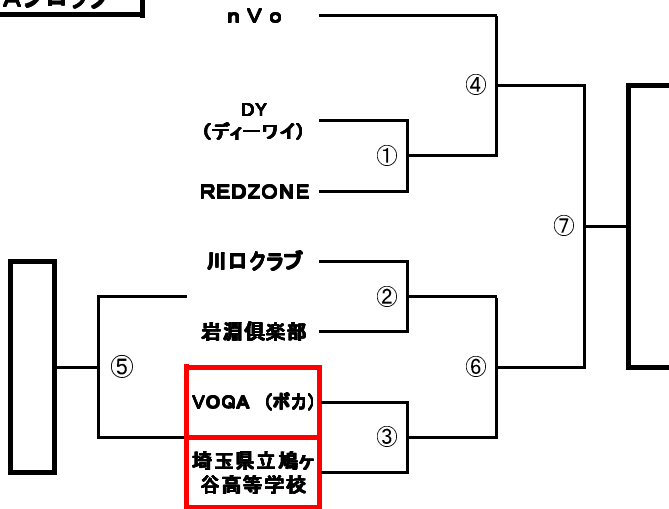 Aブロック
nVo
④
DY
（ディーワイ）
①
REDZONE
⑦
川口クラブ
②
岩淵倶楽部
⑤
⑥
VOQA （ボカ）
③
埼玉県立鳩ヶ
谷高等学校